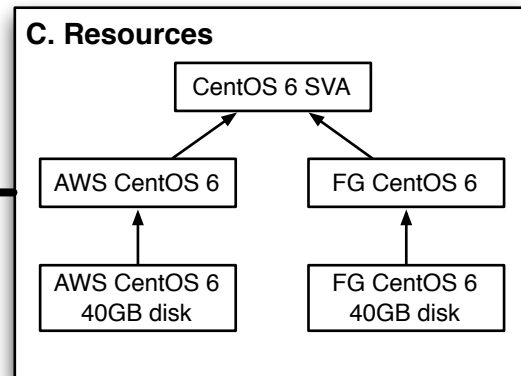 C. Resources
CentOS 6 SVA
AWS CentOS 6
FG CentOS 6
AWS CentOS 6
40GB disk
FG CentOS 6
40GB disk